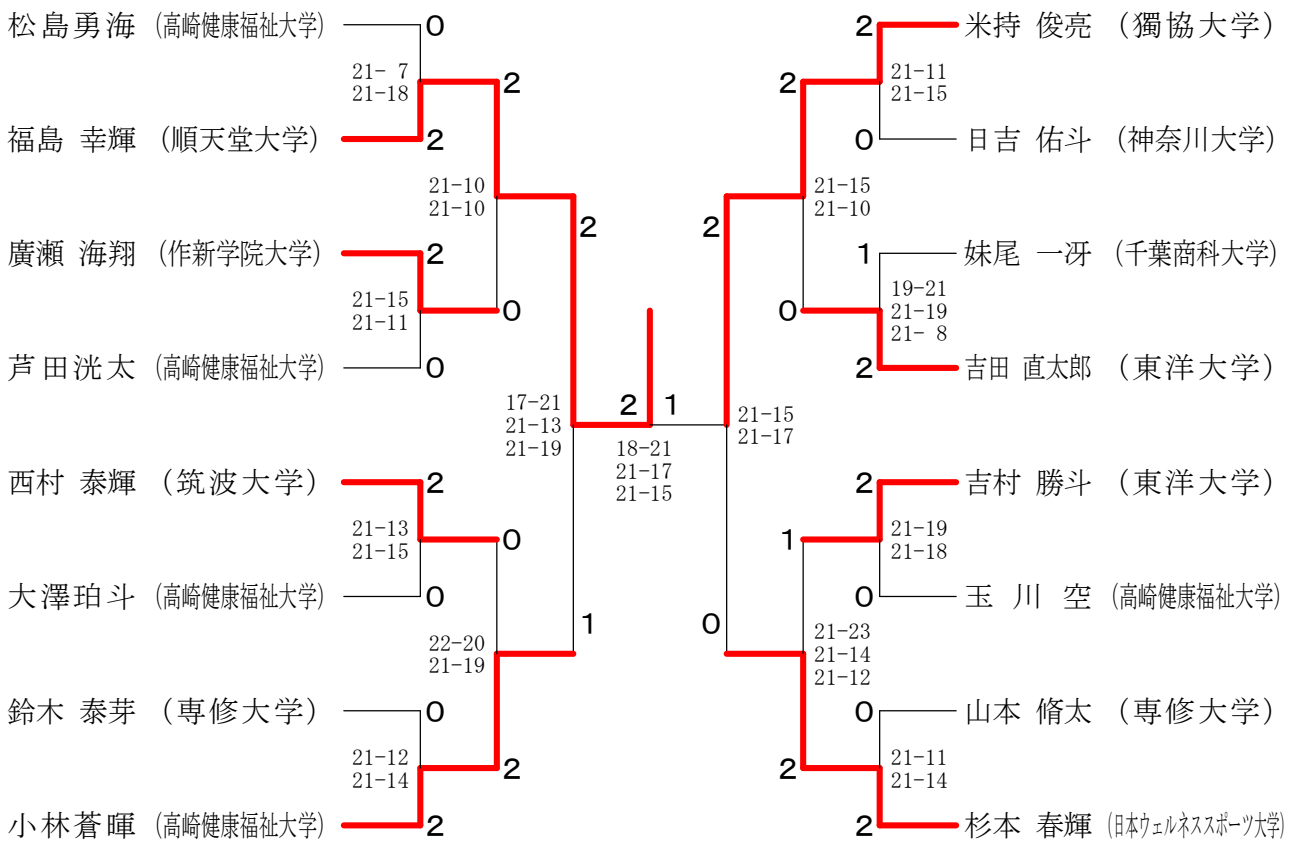 松島勇海 (高崎健康福祉大学) 0
21- 7
21-18
2
福島 幸輝 (順天堂大学) 2
21-10
21-10
2
廣瀬 海翔 (作新学院大学) 2
21-15
21-11
0
芦田洸太 (高崎健康福祉大学) 0
17-21
21-13
21-19
2 1
18-21
21-17
21-15
西村 泰輝 (筑波大学) 2
21-13
21-15
0
大澤珀斗 (高崎健康福祉大学) 0
22-20
21-19
1
鈴木 泰芽 (専修大学) 0
21-12
21-14
2
小林蒼暉 (高崎健康福祉大学) 2
2 米持 俊亮 (獨協大学)
2
21-11
21-15
0 日吉 佑斗 (神奈川大学)
2
21-15
21-10
1 妹尾 一冴 (千葉商科大学)
0
19-21
21-19
21- 8
2 吉田 直太郎 (東洋大学)
21-15
21-17
2 吉村 勝斗 (東洋大学)
1
21-19
21-18
0 玉川 空 (高崎健康福祉大学)
0
21-23
21-14
21-12
0 山本 脩太 (専修大学)
2
21-11
21-14
2 杉本 春輝 (日本ウェルネススポーツ大学)